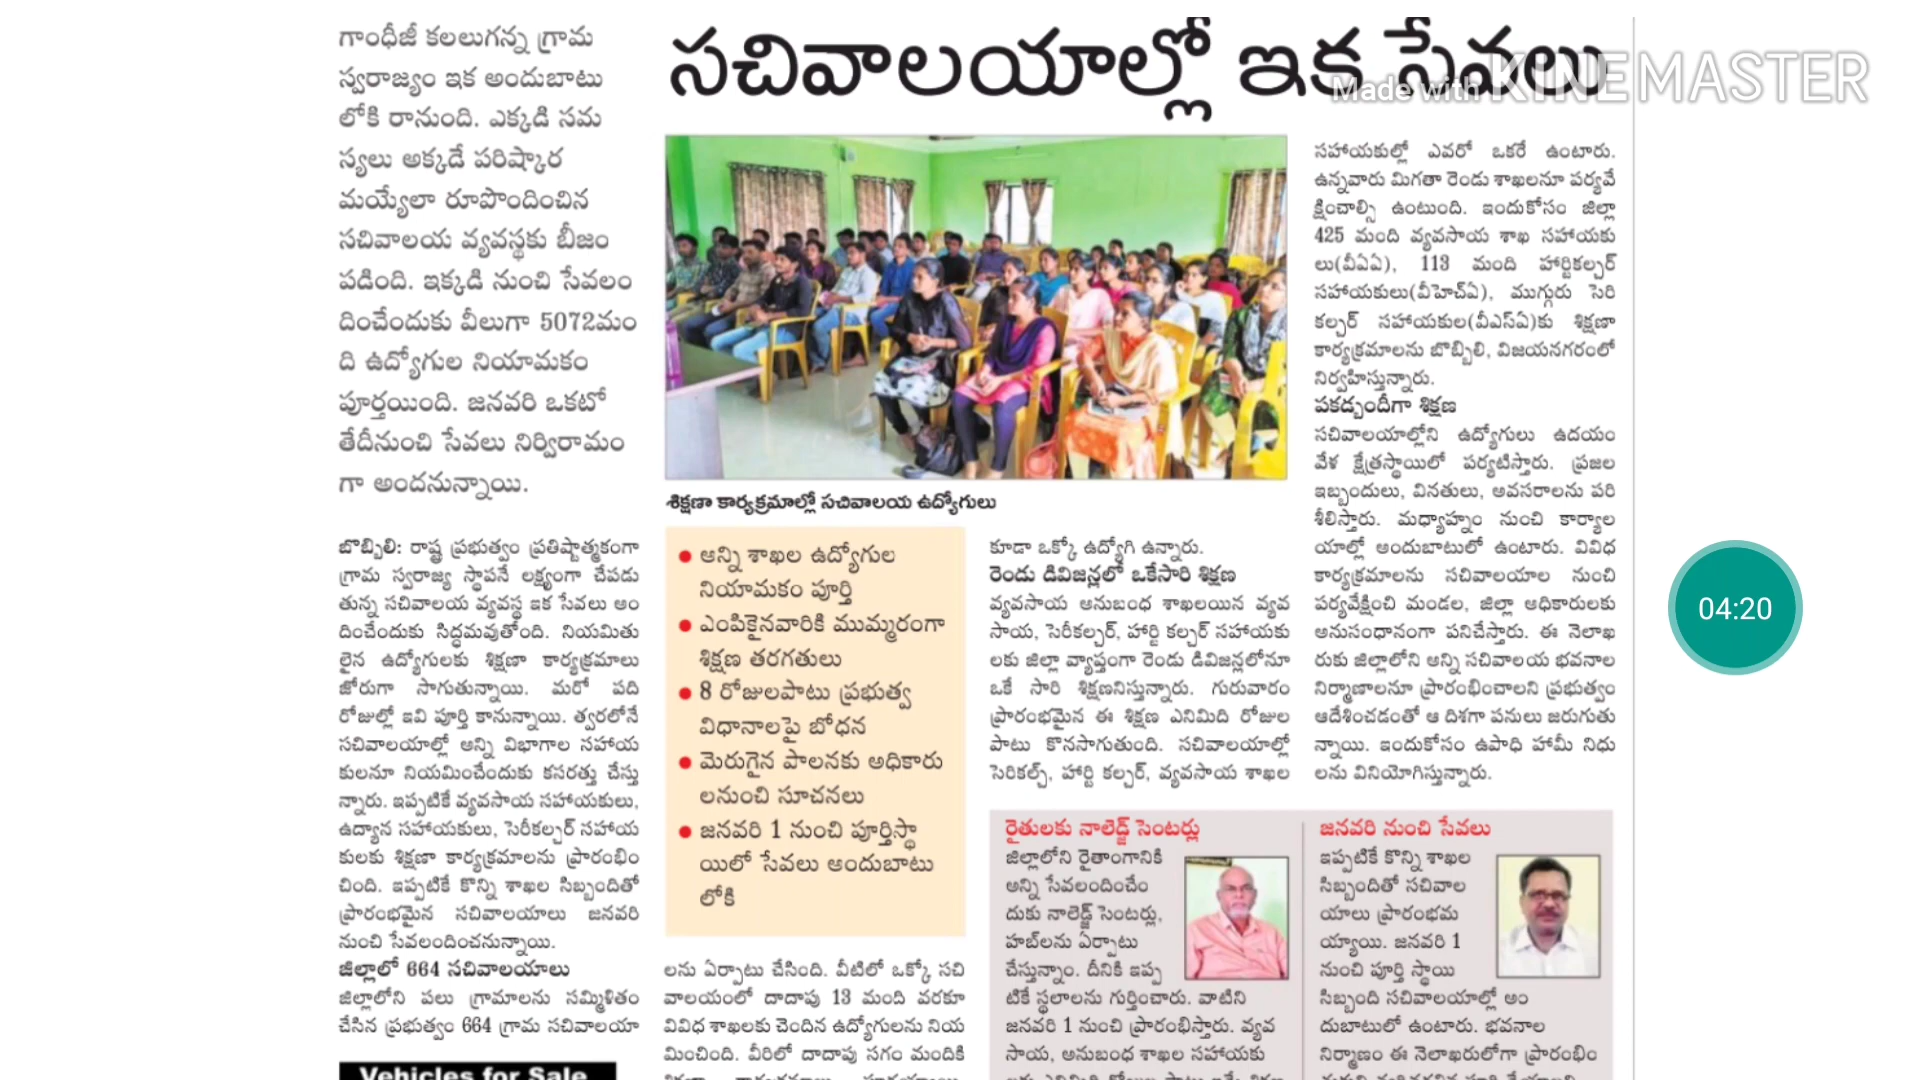 సచివాలయాల్లో ఇక సేవలు
Made with KINEMASTER
గాంధీజీ కలలుగన్న గ్రామ
స్వరాజ్యం ఇక అందుబాటు
లోకి రానుంది. ఎక్కడి సమ
స్యలు అక్కడే పరిష్కార
మయ్యేలా రూపొందించిన
సచివాలయ వ్యవస్థకు బీజం
పడింది. ఇక్కడి నుంచి సేవలం
దించేందుకు వీలుగా 5072మం
ది ఉద్యోగుల నియామకం
పూర్తయింది. జనవరి ఒకటో
తేదీనుంచి సేవలు నిర్విరామం
గా అందనున్నాయి.
బొబ్బిలి: రాష్ట్ర ప్రభుత్వం ప్రతిష్టాత్మకంగా
గ్రామ స్వరాజ్య స్థాపనే లక్ష్యంగా చేపడు
తున్న సచివాలయ వ్యవస్థ ఇక సేవలు అం
దించేందుకు సిద్ధమవుతోంది. నియమితు
లైన ఉద్యోగులకు శిక్షణా కార్యక్రమాలు
జోరుగా సాగుతున్నాయి. మరో పది
రోజుల్లో ఇవి పూర్తి కానున్నాయి. త్వరలోనే
సచివాలయాల్లో అన్ని విభాగాల సహాయ
కులనూ నియమించేందుకు కసరత్తు చేస్తు
న్నారు. ఇప్పటికే వ్యవసాయ సహాయకులు,
ఉద్యాన సహాయకులు, సెరీకల్చర్ సహాయ
కులకు శిక్షణా కార్యక్రమాలను ప్రారంభిం
చింది. ఇప్పటికే కొన్ని శాఖల సిబ్బందితో
ప్రారంభమైన సచివాలయాలు జనవరి
నుంచి సేవలందించనున్నాయి.
జిల్లాలో 664 సచివాలయాలు
జిల్లాలోని పలు గ్రామాలను సమ్మిళితం
చేసిన ప్రభుత్వం 664 గ్రామ సచివాలయా
Vehicles for Sale
శిక్షణా కార్యక్రమాల్లో సచివాలయ ఉద్యోగులు
● అన్ని శాఖల ఉద్యోగుల
నియామకం పూర్తి
● ఎంపికైనవారికి ముమ్మరంగా
శిక్షణ తరగతులు
● 8 రోజులపాటు ప్రభుత్వ
విధానాలపై బోధన
● మెరుగైన పాలనకు అధికారు
లనుంచి సూచనలు
● జనవరి 1 నుంచి పూర్తిస్థా
యిలో సేవలు అందుబాటు
లోకి
లను ఏర్పాటు చేసింది. వీటిలో ఒక్కో సచి
వాలయంలో దాదాపు 13 మంది వరకూ
వివిధ శాఖలకు చెందిన ఉద్యోగులను నియ
మించింది. వీరిలో దాదాపు సగం మందికి
కూడా ఒక్కో ఉద్యోగి ఉన్నారు.
రెండు డివిజన్లలో ఒకేసారి శిక్షణ
వ్యవసాయ అనుబంధ శాఖలయిన వ్యవ
సాయ, సెరీకల్చర్, హార్టి కల్చర్ సహాయకు
లకు జిల్లా వ్యాప్తంగా రెండు డివిజన్లలోనూ
ఒకే సారి శిక్షణనిస్తున్నారు. గురువారం
ప్రారంభమైన ఈ శిక్షణ ఎనిమిది రోజుల
పాటు కొనసాగుతుంది. సచివాలయాల్లో
సెరికల్చ్, హార్టి కల్చర్, వ్యవసాయ శాఖల
సహాయకుల్లో ఎవరో ఒకరే ఉంటారు.
ఉన్నవారు మిగతా రెండు శాఖలనూ పర్యవే
క్షించాల్సి ఉంటుంది. ఇందుకోసం జిల్లా
425 మంది వ్యవసాయ శాఖ సహాయకు
లు(వీఏఏ), 113 మంది హార్టికల్చర్
సహాయకులు(వీహెచ్ఏ), ముగ్గురు సెరి
కల్చర్ సహాయకుల(వీఎస్ఏ)కు శిక్షణా
కార్యక్రమాలను బొబ్బిలి, విజయనగరంలో
నిర్వహిస్తున్నారు.
పకడ్బందీగా శిక్షణ
సచివాలయాల్లోని ఉద్యోగులు ఉదయం
వేళ క్షేత్రస్థాయిలో పర్యటిస్తారు. ప్రజల
ఇబ్బందులు, వినతులు, అవసరాలను పరి
శీలిస్తారు. మధ్యాహ్నం నుంచి కార్యాల
యాల్లో అందుబాటులో ఉంటారు. వివిధ
కార్యక్రమాలను సచివాలయాల నుంచి
పర్యవేక్షించి మండల, జిల్లా అధికారులకు
అనుసంధానంగా పనిచేస్తారు. ఈ నెలాఖ
రుకు జిల్లాలోని అన్ని సచివాలయ భవనాల
నిర్మాణాలనూ ప్రారంభించాలని ప్రభుత్వం
ఆదేశించడంతో ఆ దిశగా పనులు జరుగుతు
న్నాయి. ఇందుకోసం ఉపాధి హామీ నిధు
లను వినియోగిస్తున్నారు.
రైతులకు నాలెడ్జ్ సెంటర్లు
జిల్లాలోని రైతాంగానికి
అన్ని సేవలందించేం
దుకు నాలెడ్జ్ సెంటర్లు,
హబ్‌లను ఏర్పాటు
చేస్తున్నాం. దీనికి ఇప్ప
టికే స్థలాలను గుర్తించారు. వాటిని
జనవరి 1 నుంచి ప్రారంభిస్తారు. వ్యవ
సాయ, అనుబంధ శాఖల సహాయకు
జనవరి నుంచి సేవలు
ఇప్పటికే కొన్ని శాఖల
సిబ్బందితో సచివాల
యాలు ప్రారంభమ
య్యాయి. జనవరి 1
నుంచి పూర్తి స్థాయి
సిబ్బంది సచివాలయాల్లో అం
దుబాటులో ఉంటారు. భవనాల
నిర్మాణం ఈ నెలాఖరులోగా ప్రారంభిం
04:20